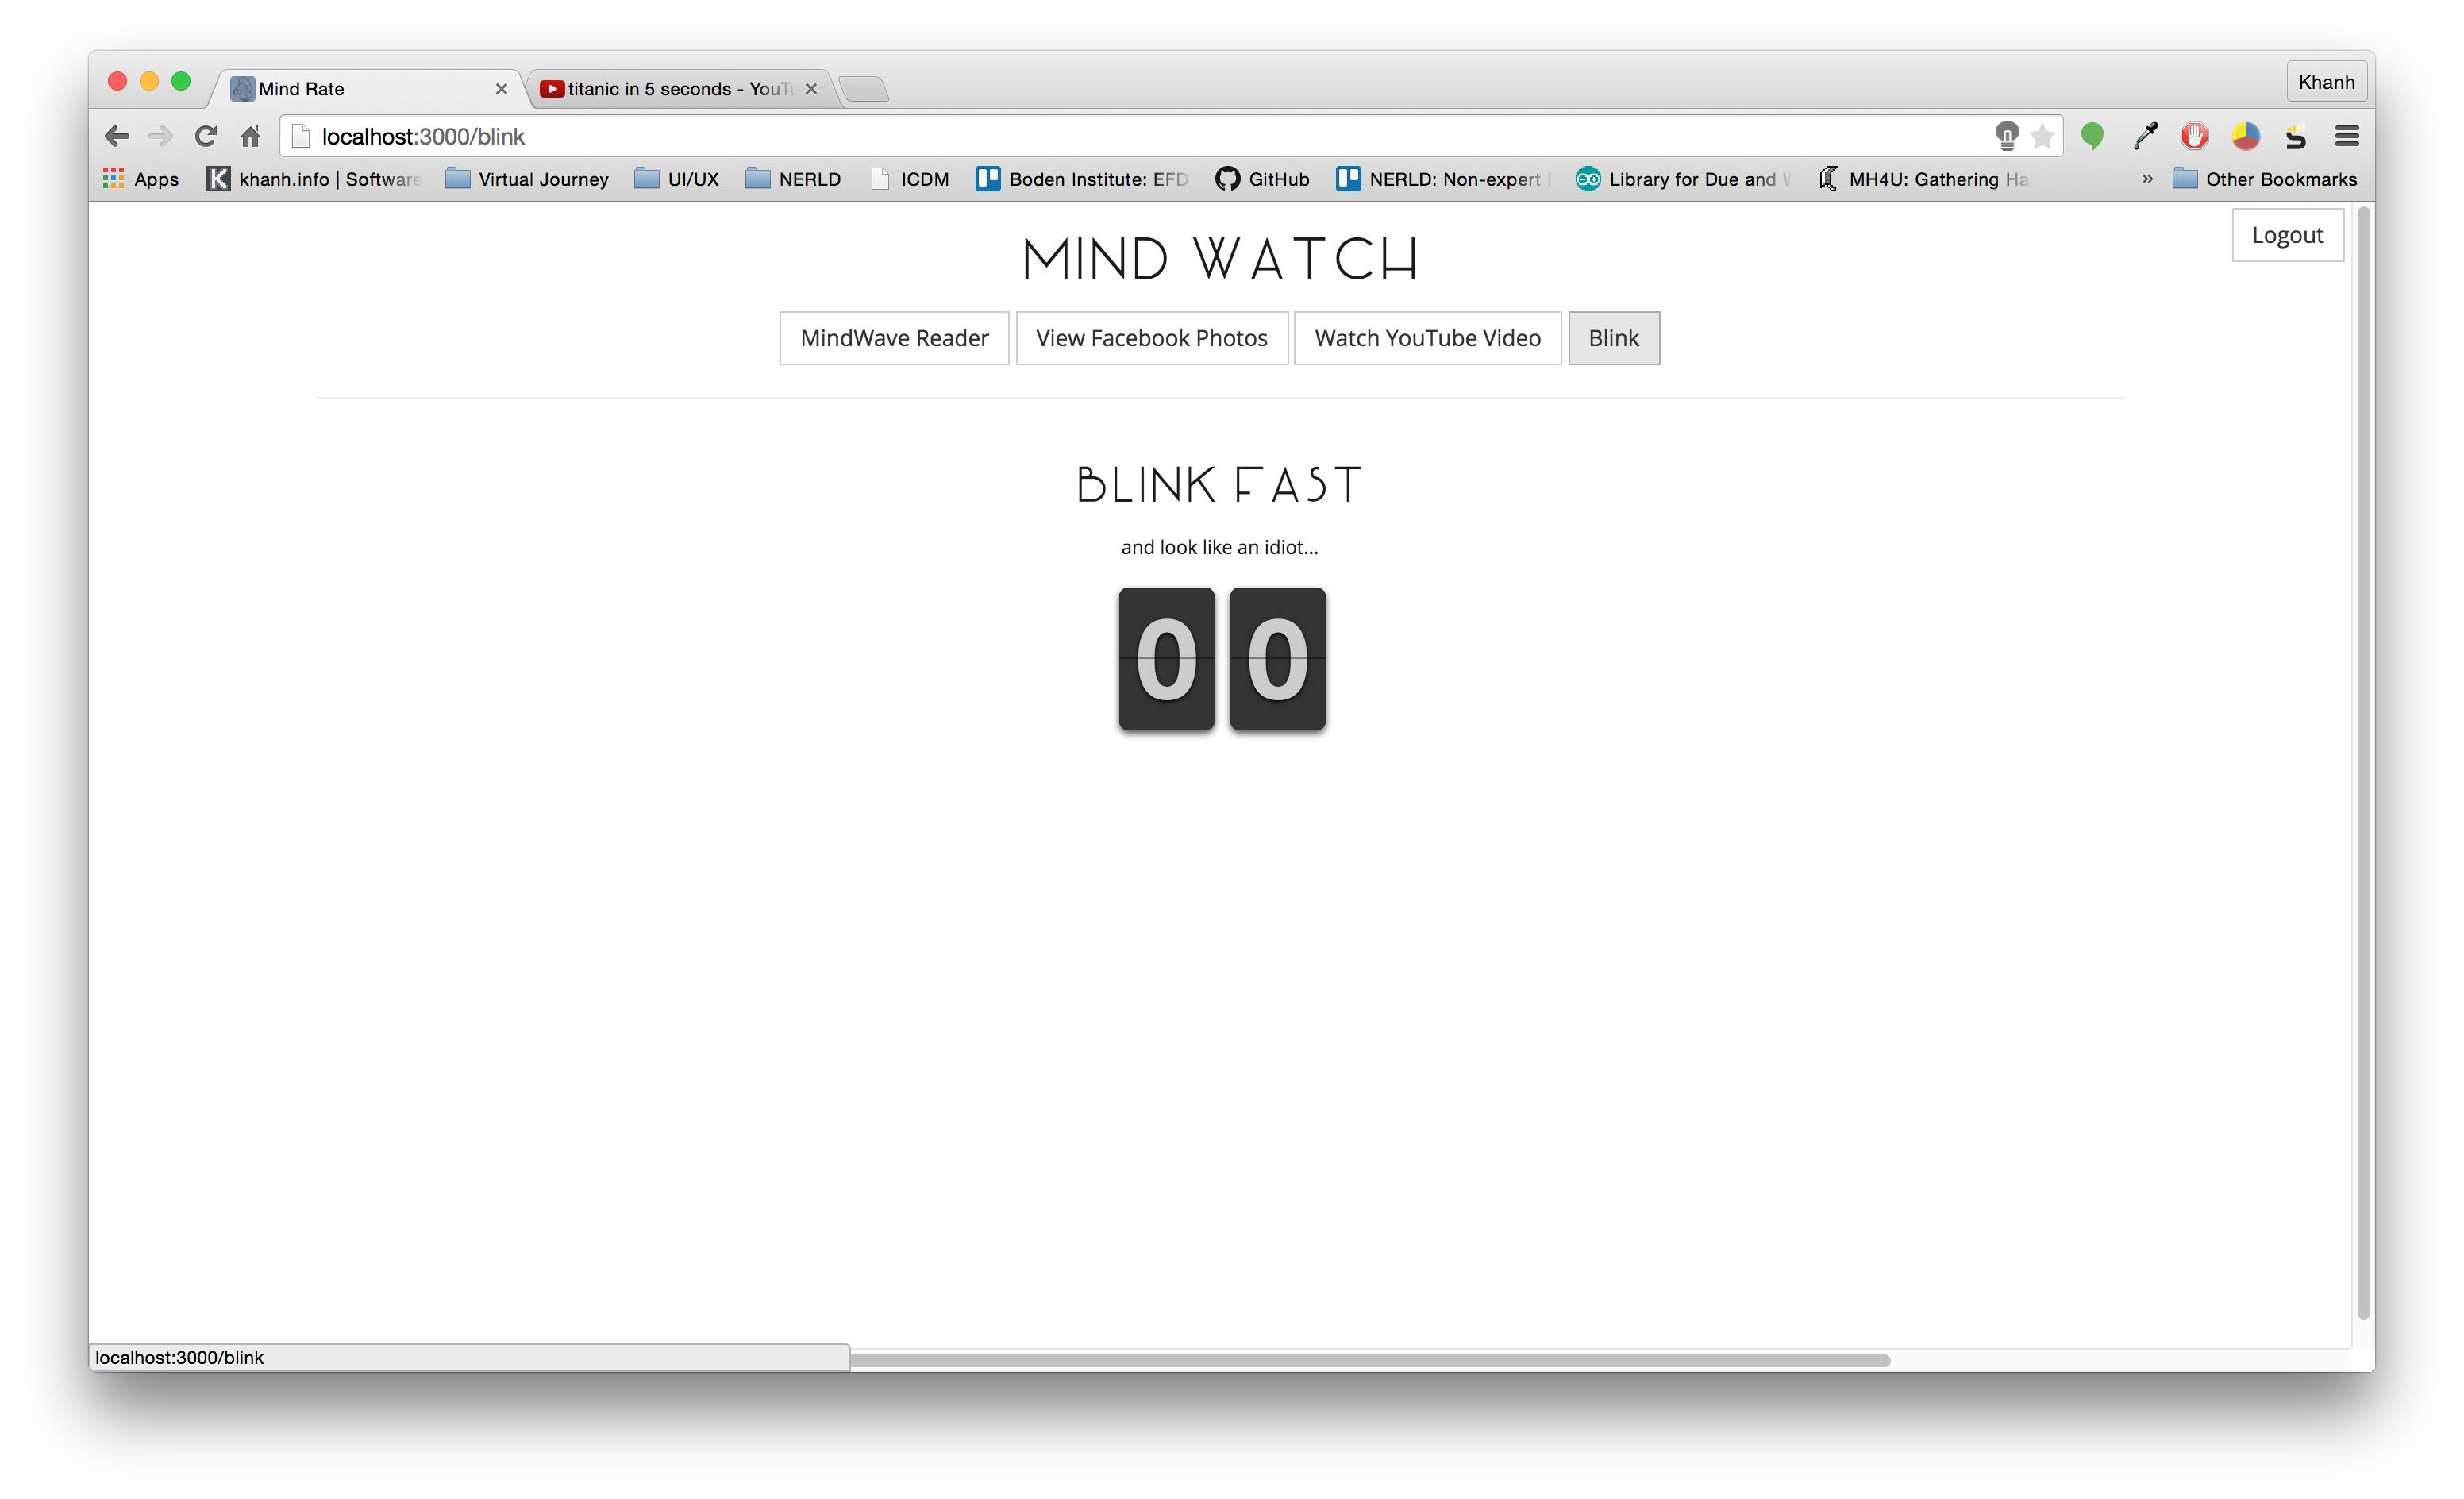 Mind Rate
titanic in 5 seconds - YouTu
Khanh
localhost:3000/blink
Apps
khanh.info | Software
Virtual Journey
UI/UX
NERLD
ICDM
Boden Institute: EFD
GitHub
NERLD: Non-expert
Library for Due and
MH4U: Gathering Ha
»
Other Bookmarks
Logout
MIND WATCH
MindWave Reader
View Facebook Photos
Watch YouTube Video
Blink
BLINK FAST
and look like an idiot...
0 0
localhost:3000/blink